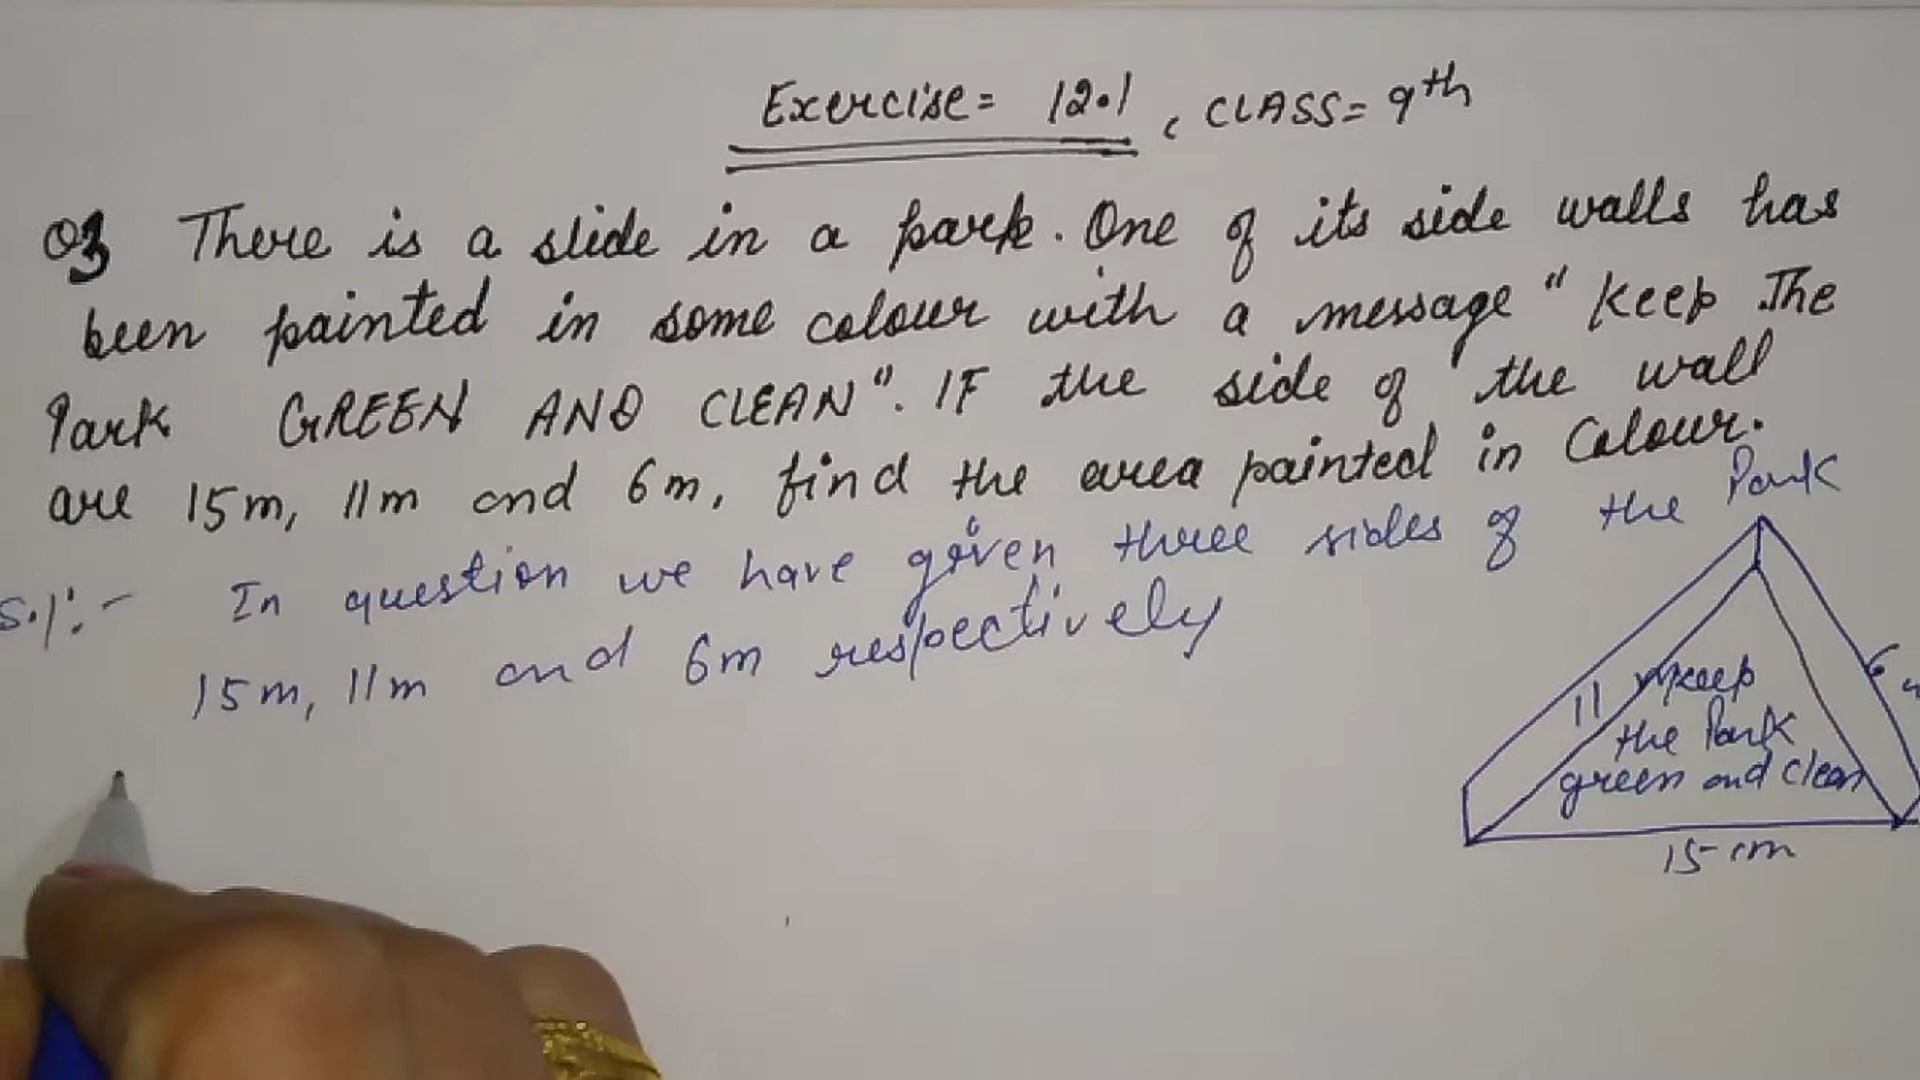 Exercise = 12.1, CLASS = 9th
Q3 There is a slide in a park. One of its side walls has
been painted in some colour with a message "Keep The
Park GREEN AND CLEAN". IF the side of the wall
are 15m, 11m and 6m, find the area painted in Colour.
Sol:- In question we have given three sides of the Park
15m, 11m and 6m respectively
11
6
keep
the Park
green and clean
15 cm